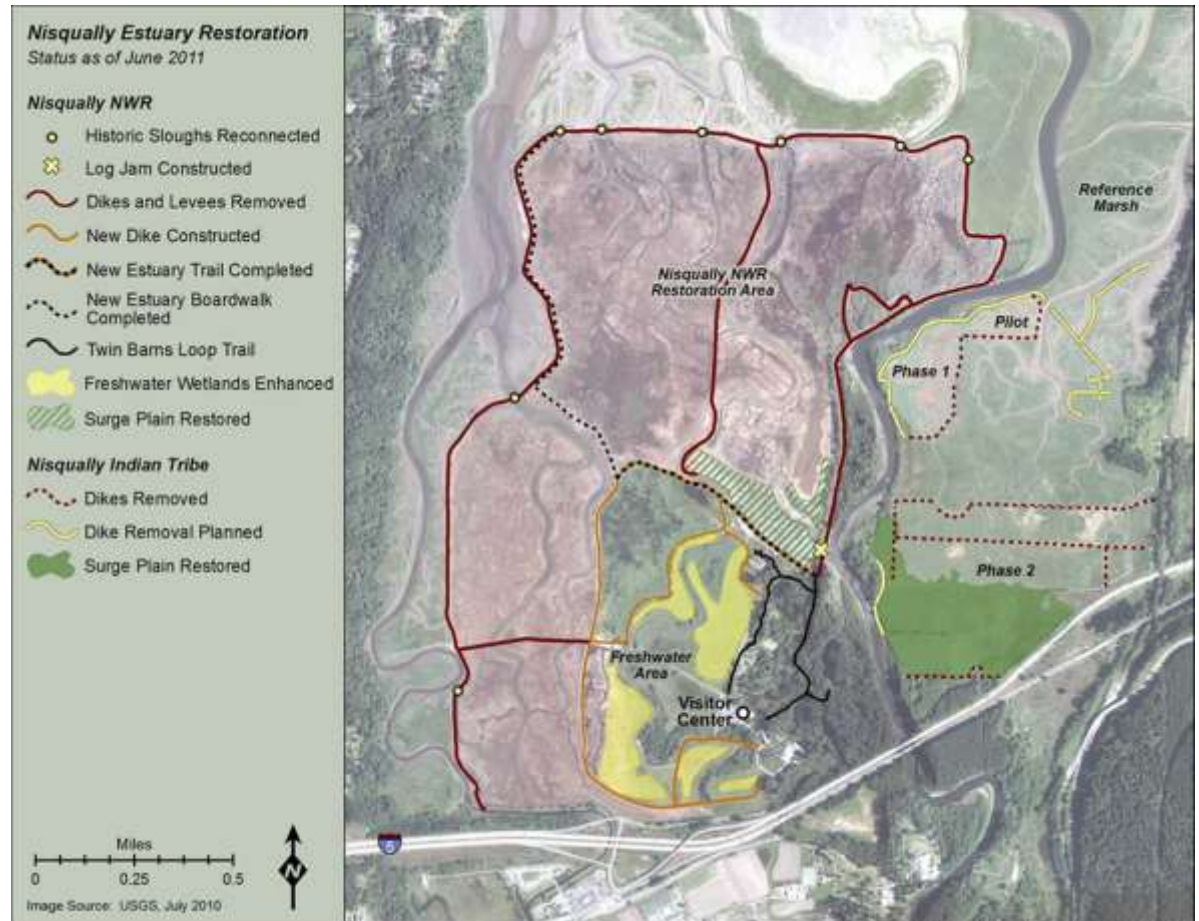 Nisqually Estuary Restoration
Status as of June 2011
Nisqually NWR
Historic Sloughs Reconnected
Log Jam Constructed
Dikes and Levees Removed
New Dike Constructed
New Estuary Trail Completed
New Estuary Boardwalk
Completed
Twin Barns Loop Trail
Freshwater Wetlands Enhanced
Surge Plain Restored
Nisqually Indian Tribe
Dikes Removed
Dike Removal Planned
Surge Plain Restored
Miles
0 0.25 0.5
N
Image Source: USGS, July 2010
Reference
Marsh
Nisqually NWR
Restoration Area
Pilot
Phase 1
Phase 2
Freshwater
Area
Visitor
Center
5